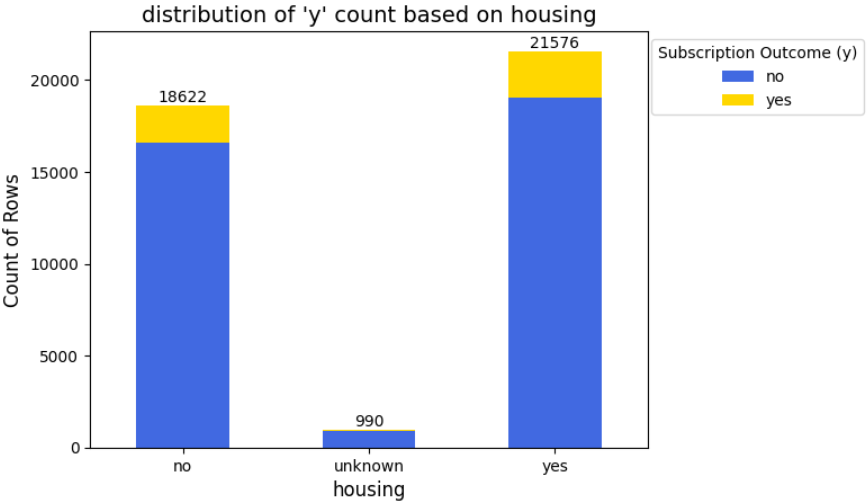 distribution of 'y' count based on housing
21576
18622
990
Subscription Outcome (y)
no
yes
20000
15000
10000
5000
0
Count of Rows
no
unknown
yes
housing